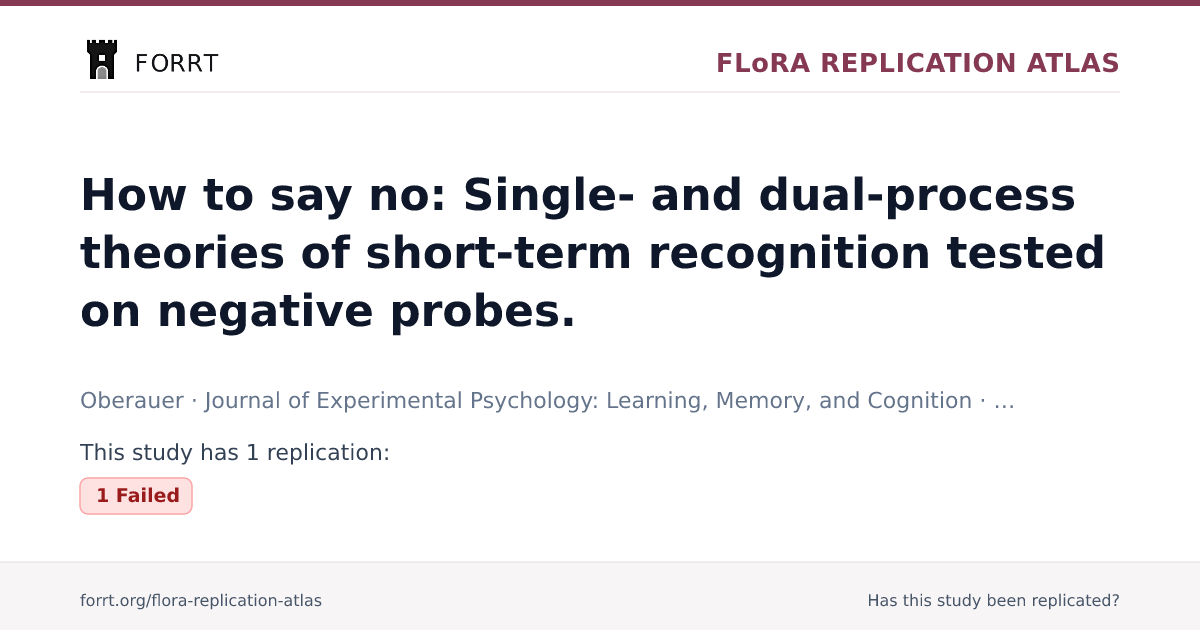 FORRT
FLoRA REPLICATION ATLAS
How to say no: Single- and dual-process
theories of short-term recognition tested
on negative probes.
Oberauer · Journal of Experimental Psychology: Learning, Memory, and Cognition · ...
This study has 1 replication:
1 Failed
forrt.org/flora-replication-atlas
Has this study been replicated?